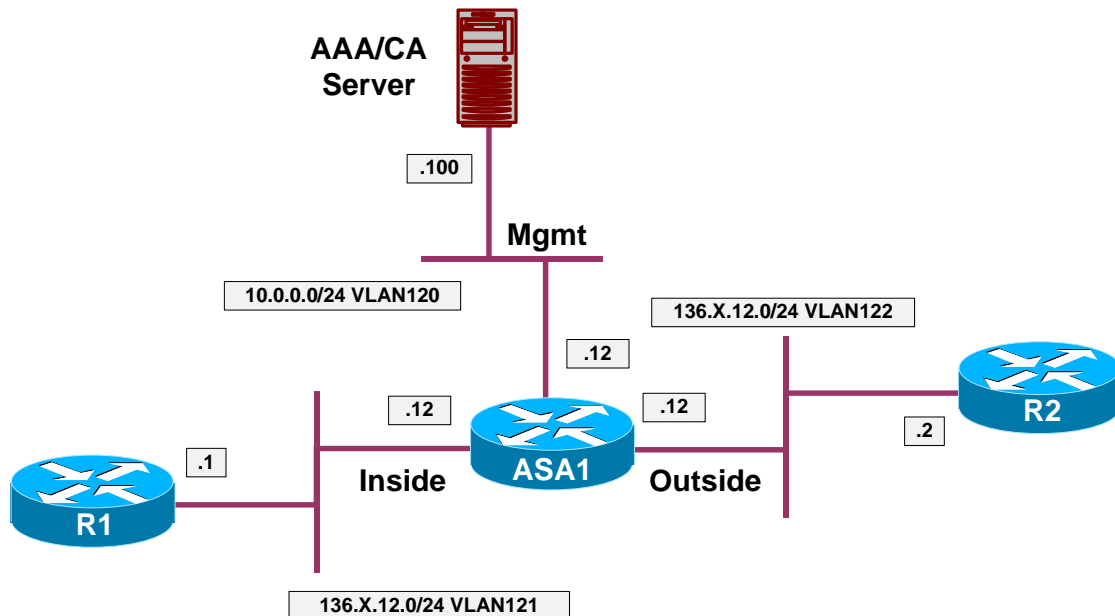 AAA/CA
Server
.100
Mgmt
10.0.0.0/24 VLAN120
136.X.12.0/24 VLAN122
.12
.12
.12
R2
.2
.1
Inside
ASA1
Outside
R1
136.X.12.0/24 VLAN121